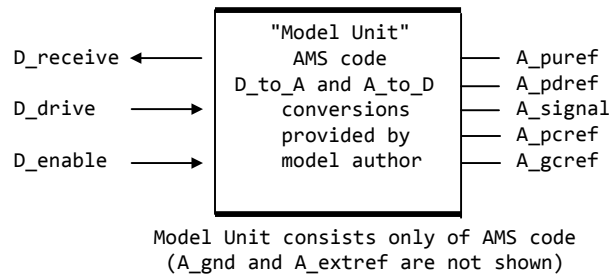 "Model Unit"
D_receive AMS code A_puref
D_to_A and A_to_D A_pdref
D_drive conversions A_signal
provided by A_pcref
D_enable model author A_gcref
Model Unit consists only of AMS code
(A_gnd and A_extref are not shown)